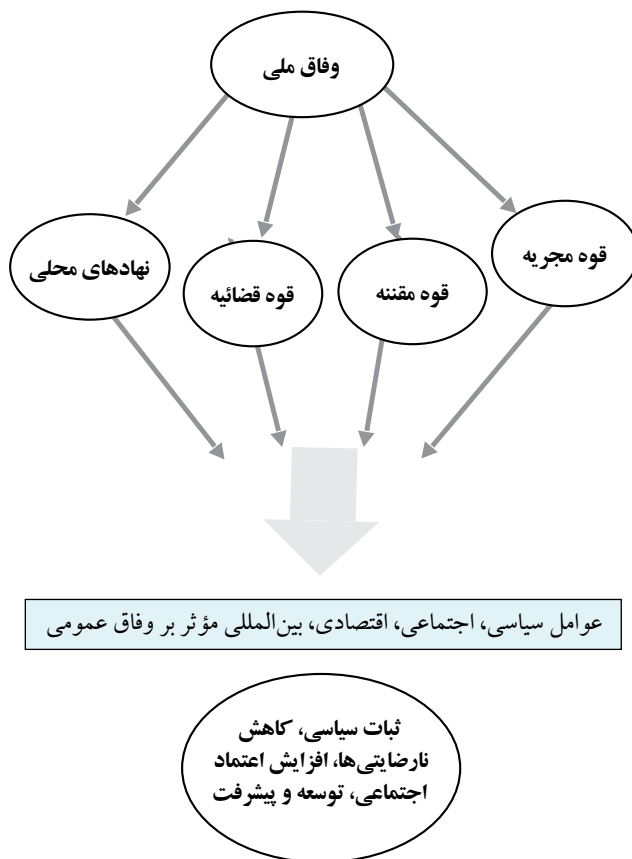 وفاق ملی
قوه مجریه
قوه مقننه
قوه قضائیه
نهادهای محلی
عوامل سیاسی، اجتماعی، اقتصادی، بین‌المللی مؤثر بر وفاق عمومی
ثبات سیاسی، کاهش
نارضایتی‌ها، افزایش اعتماد
اجتماعی، توسعه و پیشرفت